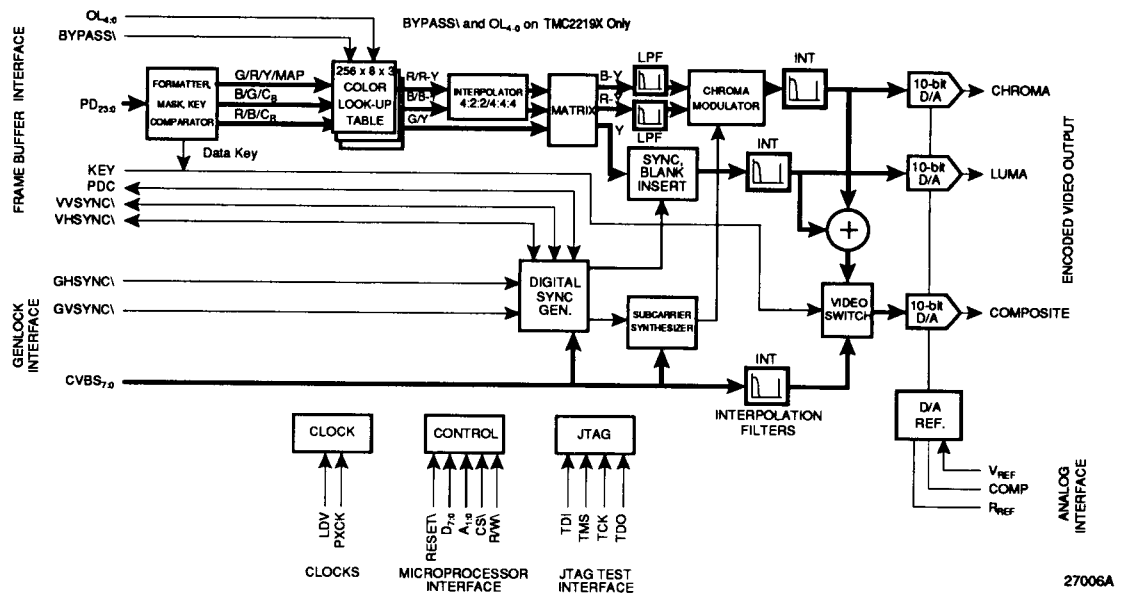 OL4:0
BYPASS\
BYPASS\ and OL4-0 on TMC2219X Only
FRAME BUFFER INTERFACE
PD23:0
FORMATTER,
MASK, KEY
COMPARATOR
G/R/Y/MAP
B/G/CB
R/B/CR
Data Key
256 x 8 x 3
COLOR
LOOK-UP
TABLE
R/R-Y
B/B-Y
G/Y
INTERPOLATOR
4:2:2/4:4:4
MATRIX
B-Y
R-Y
Y
LPF
LPF
CHROMA
MODULATOR
INT
10-bit
D/A
CHROMA
SYNC,
BLANK
INSERT
INT
10-bit
D/A
LUMA
ENCODED VIDEO OUTPUT
KEY
PDC
VVSYNC\
VHSYNC\
+
GENLOCK
INTERFACE
GHSYNC\
GVSYNC\
CVBS7:0
DIGITAL
SYNC
GEN.
SUBCARRIER
SYNTHESIZER
VIDEO
SWITCH
10-bit
D/A
COMPOSITE
INT
INTERPOLATION
FILTERS
D/A
REF.
VREF
COMP
RREF
ANALOG
INTERFACE
CLOCK
LDV
PXCK
CLOCKS
CONTROL
RESET\
D7:0
A1:0
CS\
R/W\
MICROPROCESSOR
INTERFACE
JTAG
TDI
TMS
TCK
TDO
JTAG TEST
INTERFACE
27006A